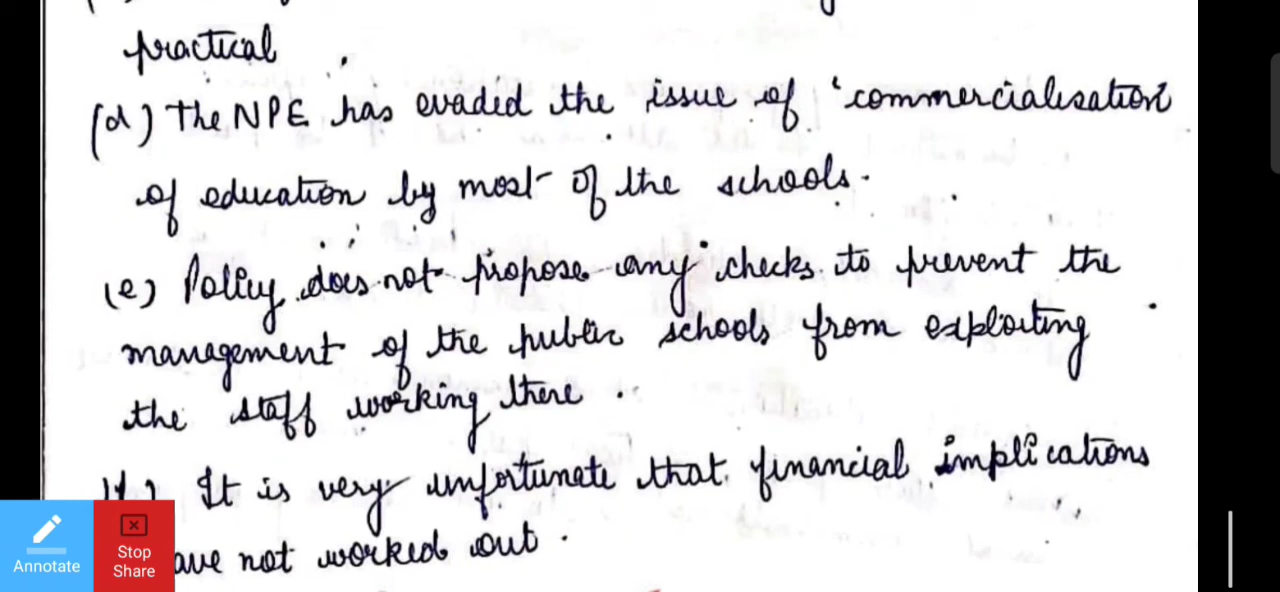 practical
(d) The NPE has evaded the issue of 'commercialisation
of education by most of the schools.
(e) Policy does not propose any checks to prevent the
management of the public schools from exploiting
the staff working there.
It is very unfortunate that financial implications
ave not worked out.
Annotate
Stop
Share